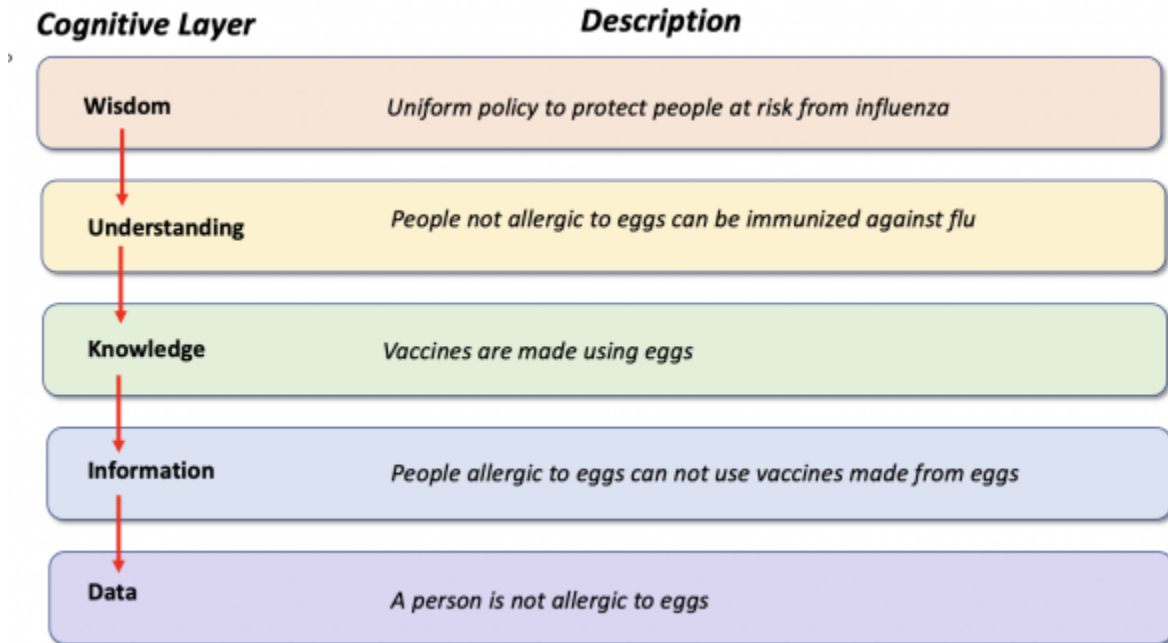 Cognitive Layer Description
Wisdom Uniform policy to protect people at risk from influenza
Understanding People not allergic to eggs can be immunized against flu
Knowledge Vaccines are made using eggs
Information People allergic to eggs can not use vaccines made from eggs
Data A person is not allergic to eggs